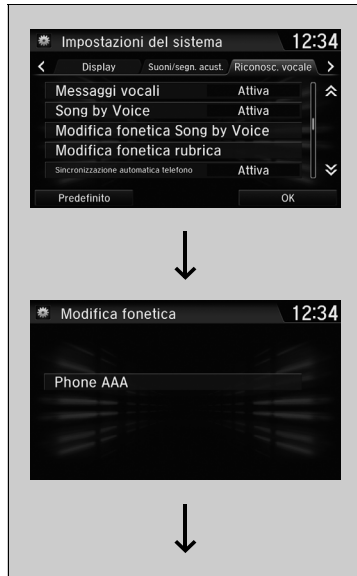 Impostazioni del sistema 12:34
Display Suoni/segn. acust. Riconosc. vocale
Messaggi vocali Attiva
Song by Voice Attiva
Modifica fonetica Song by Voice
Modifica fonetica rubrica
Sincronizzazione automatica telefono Attiva
Predefinito OK
Modifica fonetica 12:34
Phone AAA